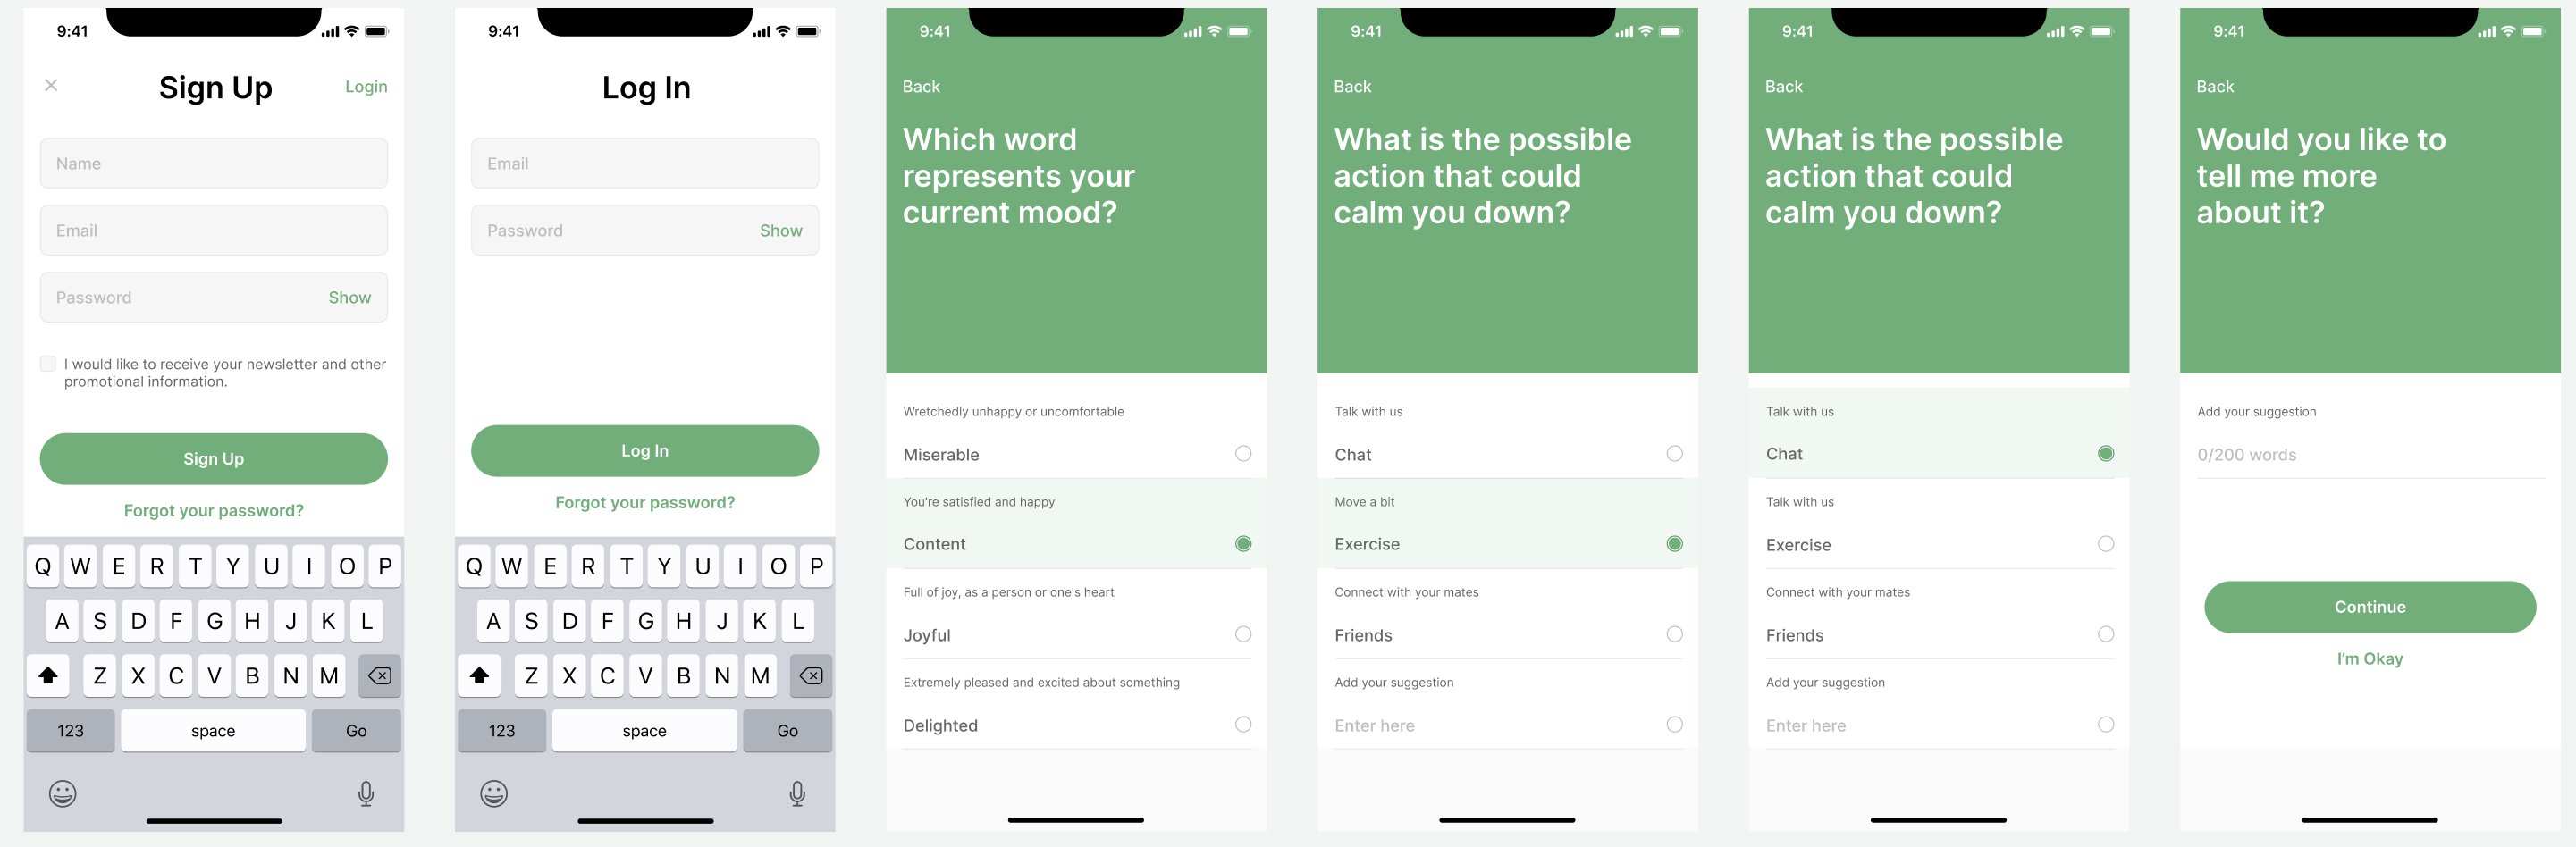 9:41
Sign Up
Login
Name
Email
Password
Show
I would like to receive your newsletter and other
promotional information.
Sign Up
Forgot your password?
Q W E R T Y U I O P
A S D F G H J K L
Z X C V B N M
123
space
Go
9:41
Log In
Email
Password
Show
Log In
Forgot your password?
Q W E R T Y U I O P
A S D F G H J K L
Z X C V B N M
123
space
Go
9:41
Back
Which word
represents your
current mood?
Wretchedly unhappy or uncomfortable
Miserable
You're satisfied and happy
Content
Full of joy, as a person or one's heart
Joyful
Extremely pleased and excited about something
Delighted
9:41
Back
What is the possible
action that could
calm you down?
Talk with us
Chat
Move a bit
Exercise
Connect with your mates
Friends
Add your suggestion
Enter here
9:41
Back
What is the possible
action that could
calm you down?
Talk with us
Chat
Talk with us
Exercise
Connect with your mates
Friends
Add your suggestion
Enter here
9:41
Back
Would you like to
tell me more
about it?
Add your suggestion
0/200 words
Continue
I'm Okay